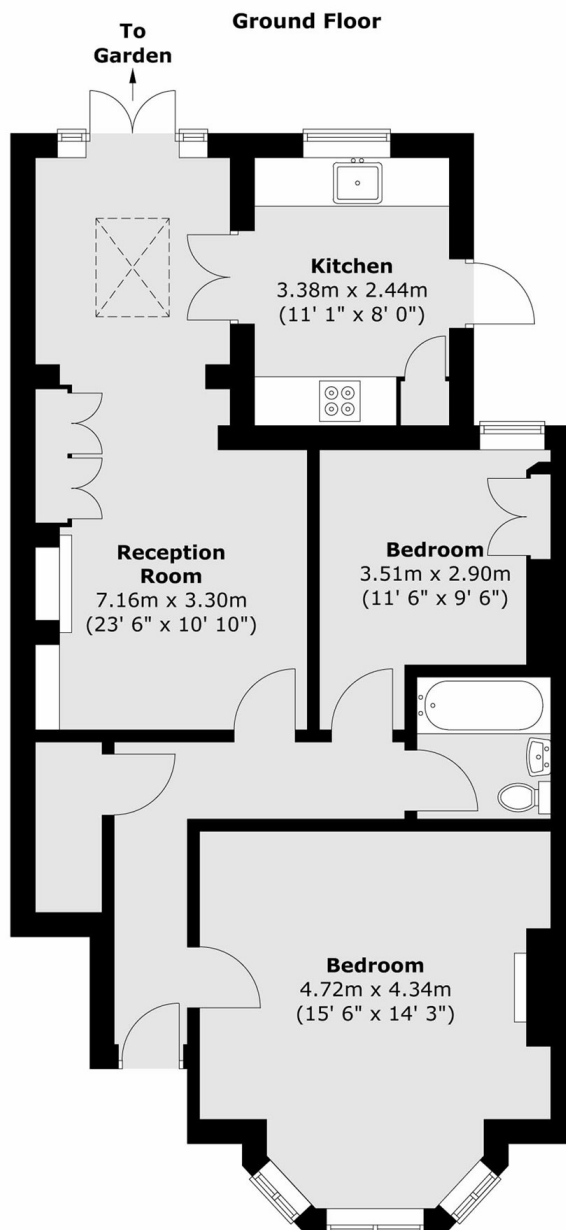 Ground Floor
To
Garden
Kitchen
3.38m x 2.44m
(11' 1" x 8' 0")
Reception
Room
7.16m x 3.30m
(23' 6" x 10' 10")
Bedroom
3.51m x 2.90m
(11' 6" x 9' 6")
Bedroom
4.72m x 4.34m
(15' 6" x 14' 3")